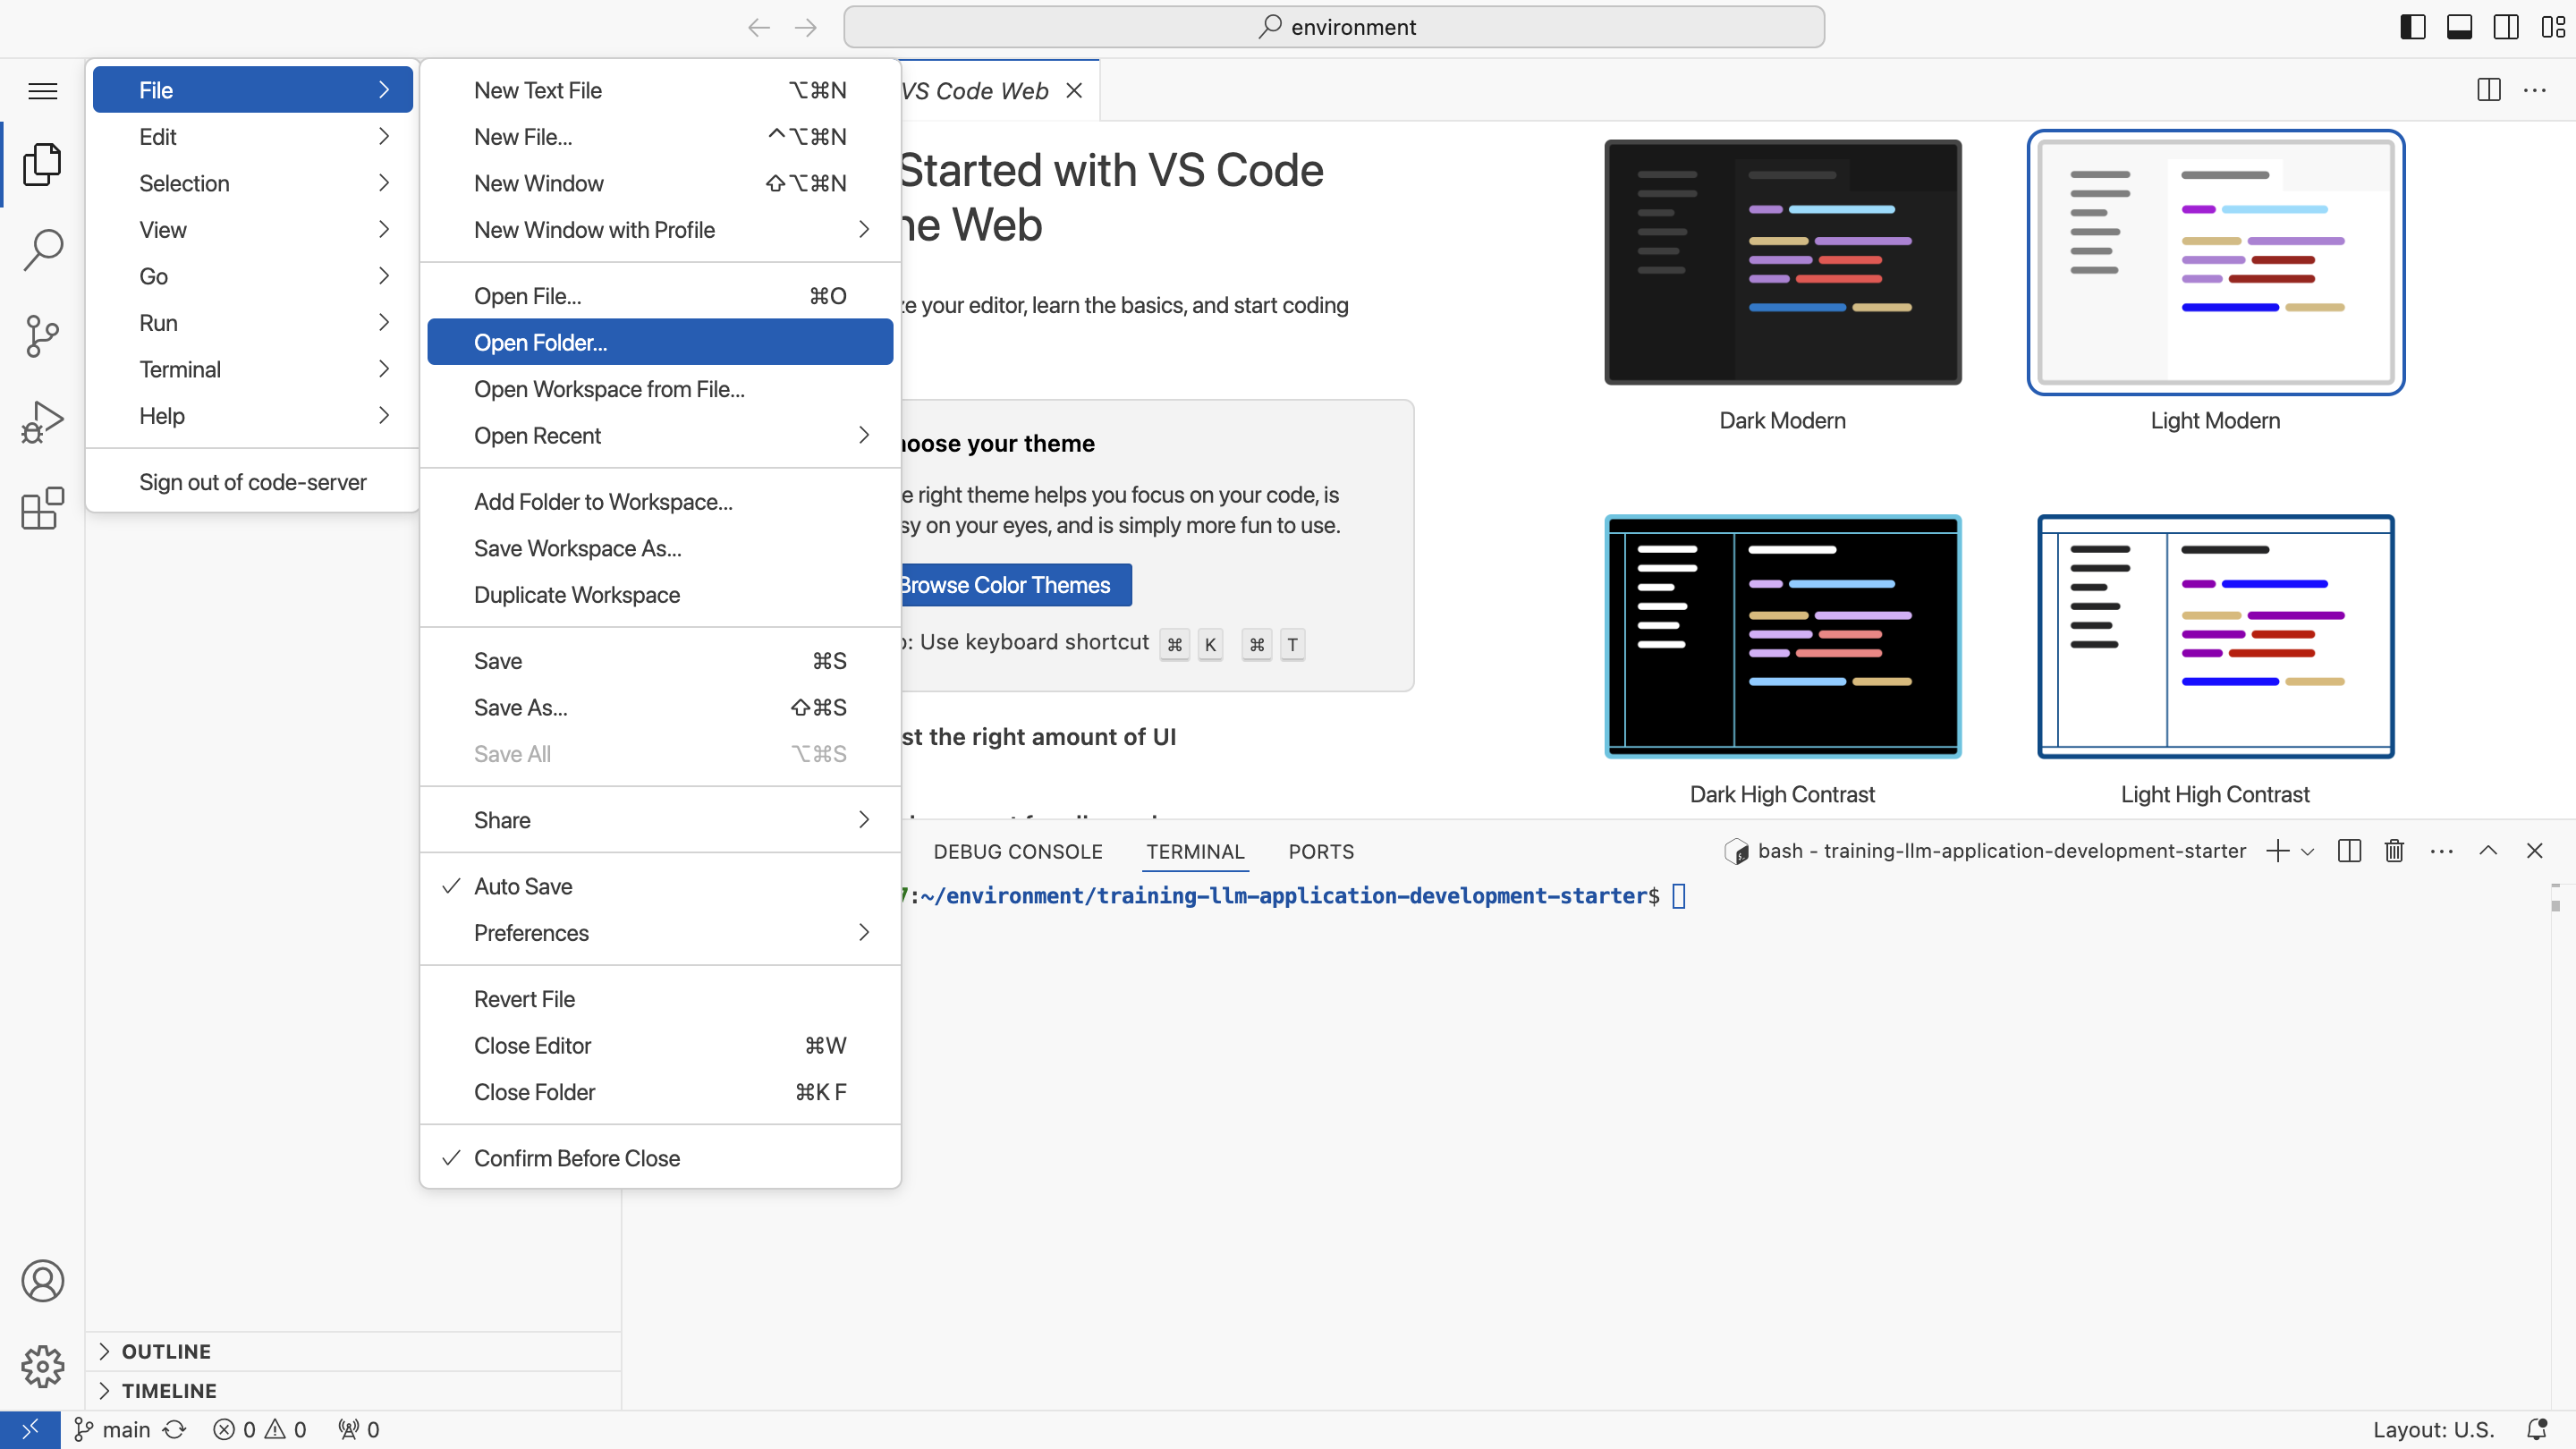 environment
File
Edit
Selection
View
Go
Run
Terminal
Help
Sign out of code-server
New Text File ⌥⌘N
New File... ^⌥⌘N
New Window ⇧⌥⌘N
New Window with Profile
Open File... ⌘O
Open Folder...
Open Workspace from File...
Open Recent
Add Folder to Workspace...
Save Workspace As...
Duplicate Workspace
Save ⌘S
Save As... ⇧⌘S
Save All ⌥⌘S
Share
Auto Save
Preferences
Revert File
Close Editor ⌘W
Close Folder ⌘K F
Confirm Before Close
VS Code Web
Started with VS Code
he Web
ze your editor, learn the basics, and start coding
hoose your theme
e right theme helps you focus on your code, is
sy on your eyes, and is simply more fun to use.
Browse Color Themes
: Use keyboard shortcut ⌘ K ⌘ T
st the right amount of UI
Dark Modern
Light Modern
Dark High Contrast
Light High Contrast
DEBUG CONSOLE TERMINAL PORTS
bash - training-llm-application-development-starter
7:~/environment/training-llm-application-development-starter$
OUTLINE
TIMELINE
main 0 0 0
Layout: U.S.